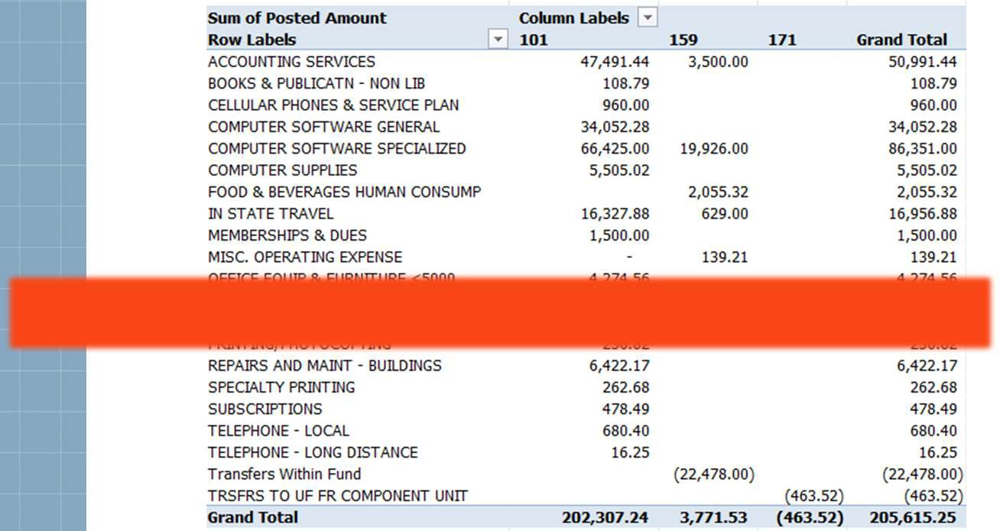 Sum of Posted Amount Column Labels
Row Labels 101 159 171 Grand Total
ACCOUNTING SERVICES 47,491.44 3,500.00 50,991.44
BOOKS & PUBLICATN - NON LIB 108.79 108.79
CELLULAR PHONES & SERVICE PLAN 960.00 960.00
COMPUTER SOFTWARE GENERAL 34,052.28 34,052.28
COMPUTER SOFTWARE SPECIALIZED 66,425.00 19,926.00 86,351.00
COMPUTER SUPPLIES 5,505.02 5,505.02
FOOD & BEVERAGES HUMAN CONSUMP 2,055.32 2,055.32
IN STATE TRAVEL 16,327.88 629.00 16,956.88
MEMBERSHIPS & DUES 1,500.00 1,500.00
MISC. OPERATING EXPENSE - 139.21 139.21
OFFICE EQUIP & FURNITURE <5000 4,274.56 4,274.56
REPAIRS AND MAINT - BUILDINGS 6,422.17 6,422.17
SPECIALTY PRINTING 262.68 262.68
SUBSCRIPTIONS 478.49 478.49
TELEPHONE - LOCAL 680.40 680.40
TELEPHONE - LONG DISTANCE 16.25 16.25
Transfers Within Fund (22,478.00) (22,478.00)
TRSFRS TO UF FR COMPONENT UNIT (463.52) (463.52)
Grand Total 202,307.24 3,771.53 (463.52) 205,615.25